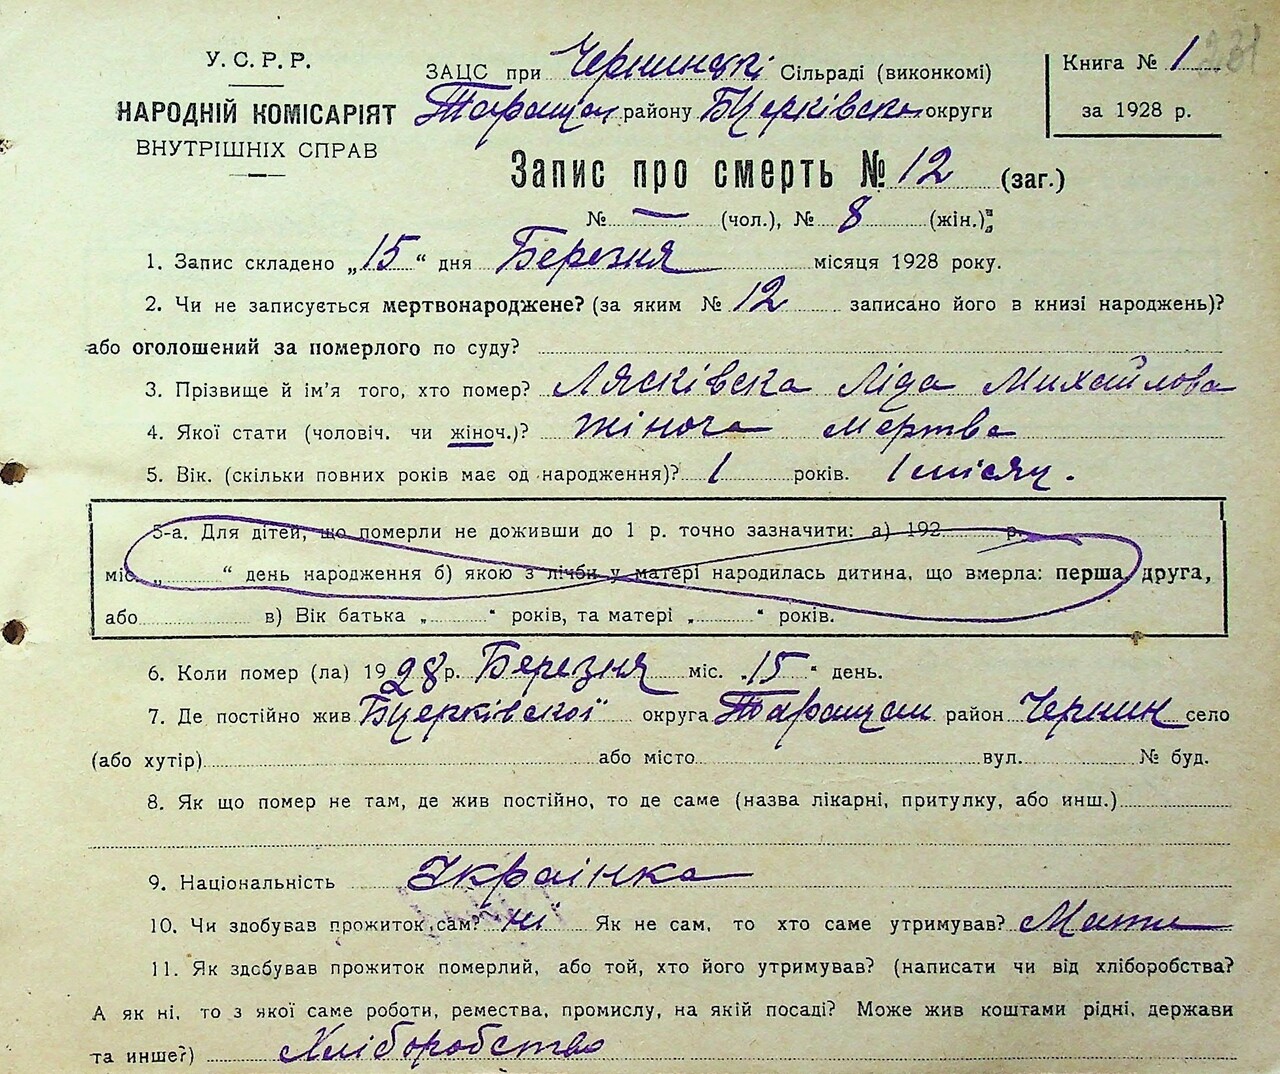 У.С.Р.Р.
НАРОДНІЙ КОМІСАРІЯТ
ВНУТРІШНІХ СПРАВ
ЗАЦС при Чернинскі Сільраді (виконкомі)
Таращан району Бцерківско округи
Книга № 1 231
за 1928 р.
Запис про смерть № 12 (заг.)
№ — (чол.), № 8 (жін.);
1. Запис складено „15“ дня Березня місяця 1928 року.
2. Чи не записується мертвонароджене? (за яким № 12 записано його в книзі народжень)?
або оголошений за померлого по суду?
3. Прізвище й ім'я того, хто помер? Лясківска Ліда Михайлова
4. Якої стати (чоловіч. чи жіноч.)? жіноча мертва
5. Вік. (скільки повних років має од народження)? 1 років. 1 місяц.
5-а. Для дітей, що померли не доживши до 1 р. точно зазначити: а) 192 р.
міс. „ “ день народження б) якою з лічби у матері народилась дитина, що вмерла: перша, друга,
або в) Вік батька „ “ років, та матері „ “ років.
6. Коли помер (ла) 1928 р. Березня міс. „15“ день.
7. Де постійно жив Бцерківскої округа Таращан район Чернин село
(або хутір) або місто вул. № буд.
8. Як що помер не там, де жив постійно, то де саме (назва лікарні, притулку, або инш.)
9. Національність Українка
10. Чи здобував прожиток сам? "ні" Як не сам, то хто саме утримував? Мати
11. Як здобував прожиток померлий, або той, хто його утримував? (написати чи від хліборобства?
А як ні, то з якої саме роботи, ремества, промислу, на якій посаді? Може жив коштами рідні, держави
та инше?) Хліборобство